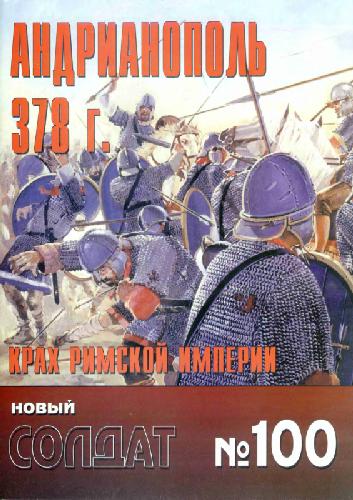 АНДРИАНОПОЛЬ
378 г.
КРАХ РИМСКОЙ ИМПЕРИИ
НОВЫЙ
СОЛДАТ
№100